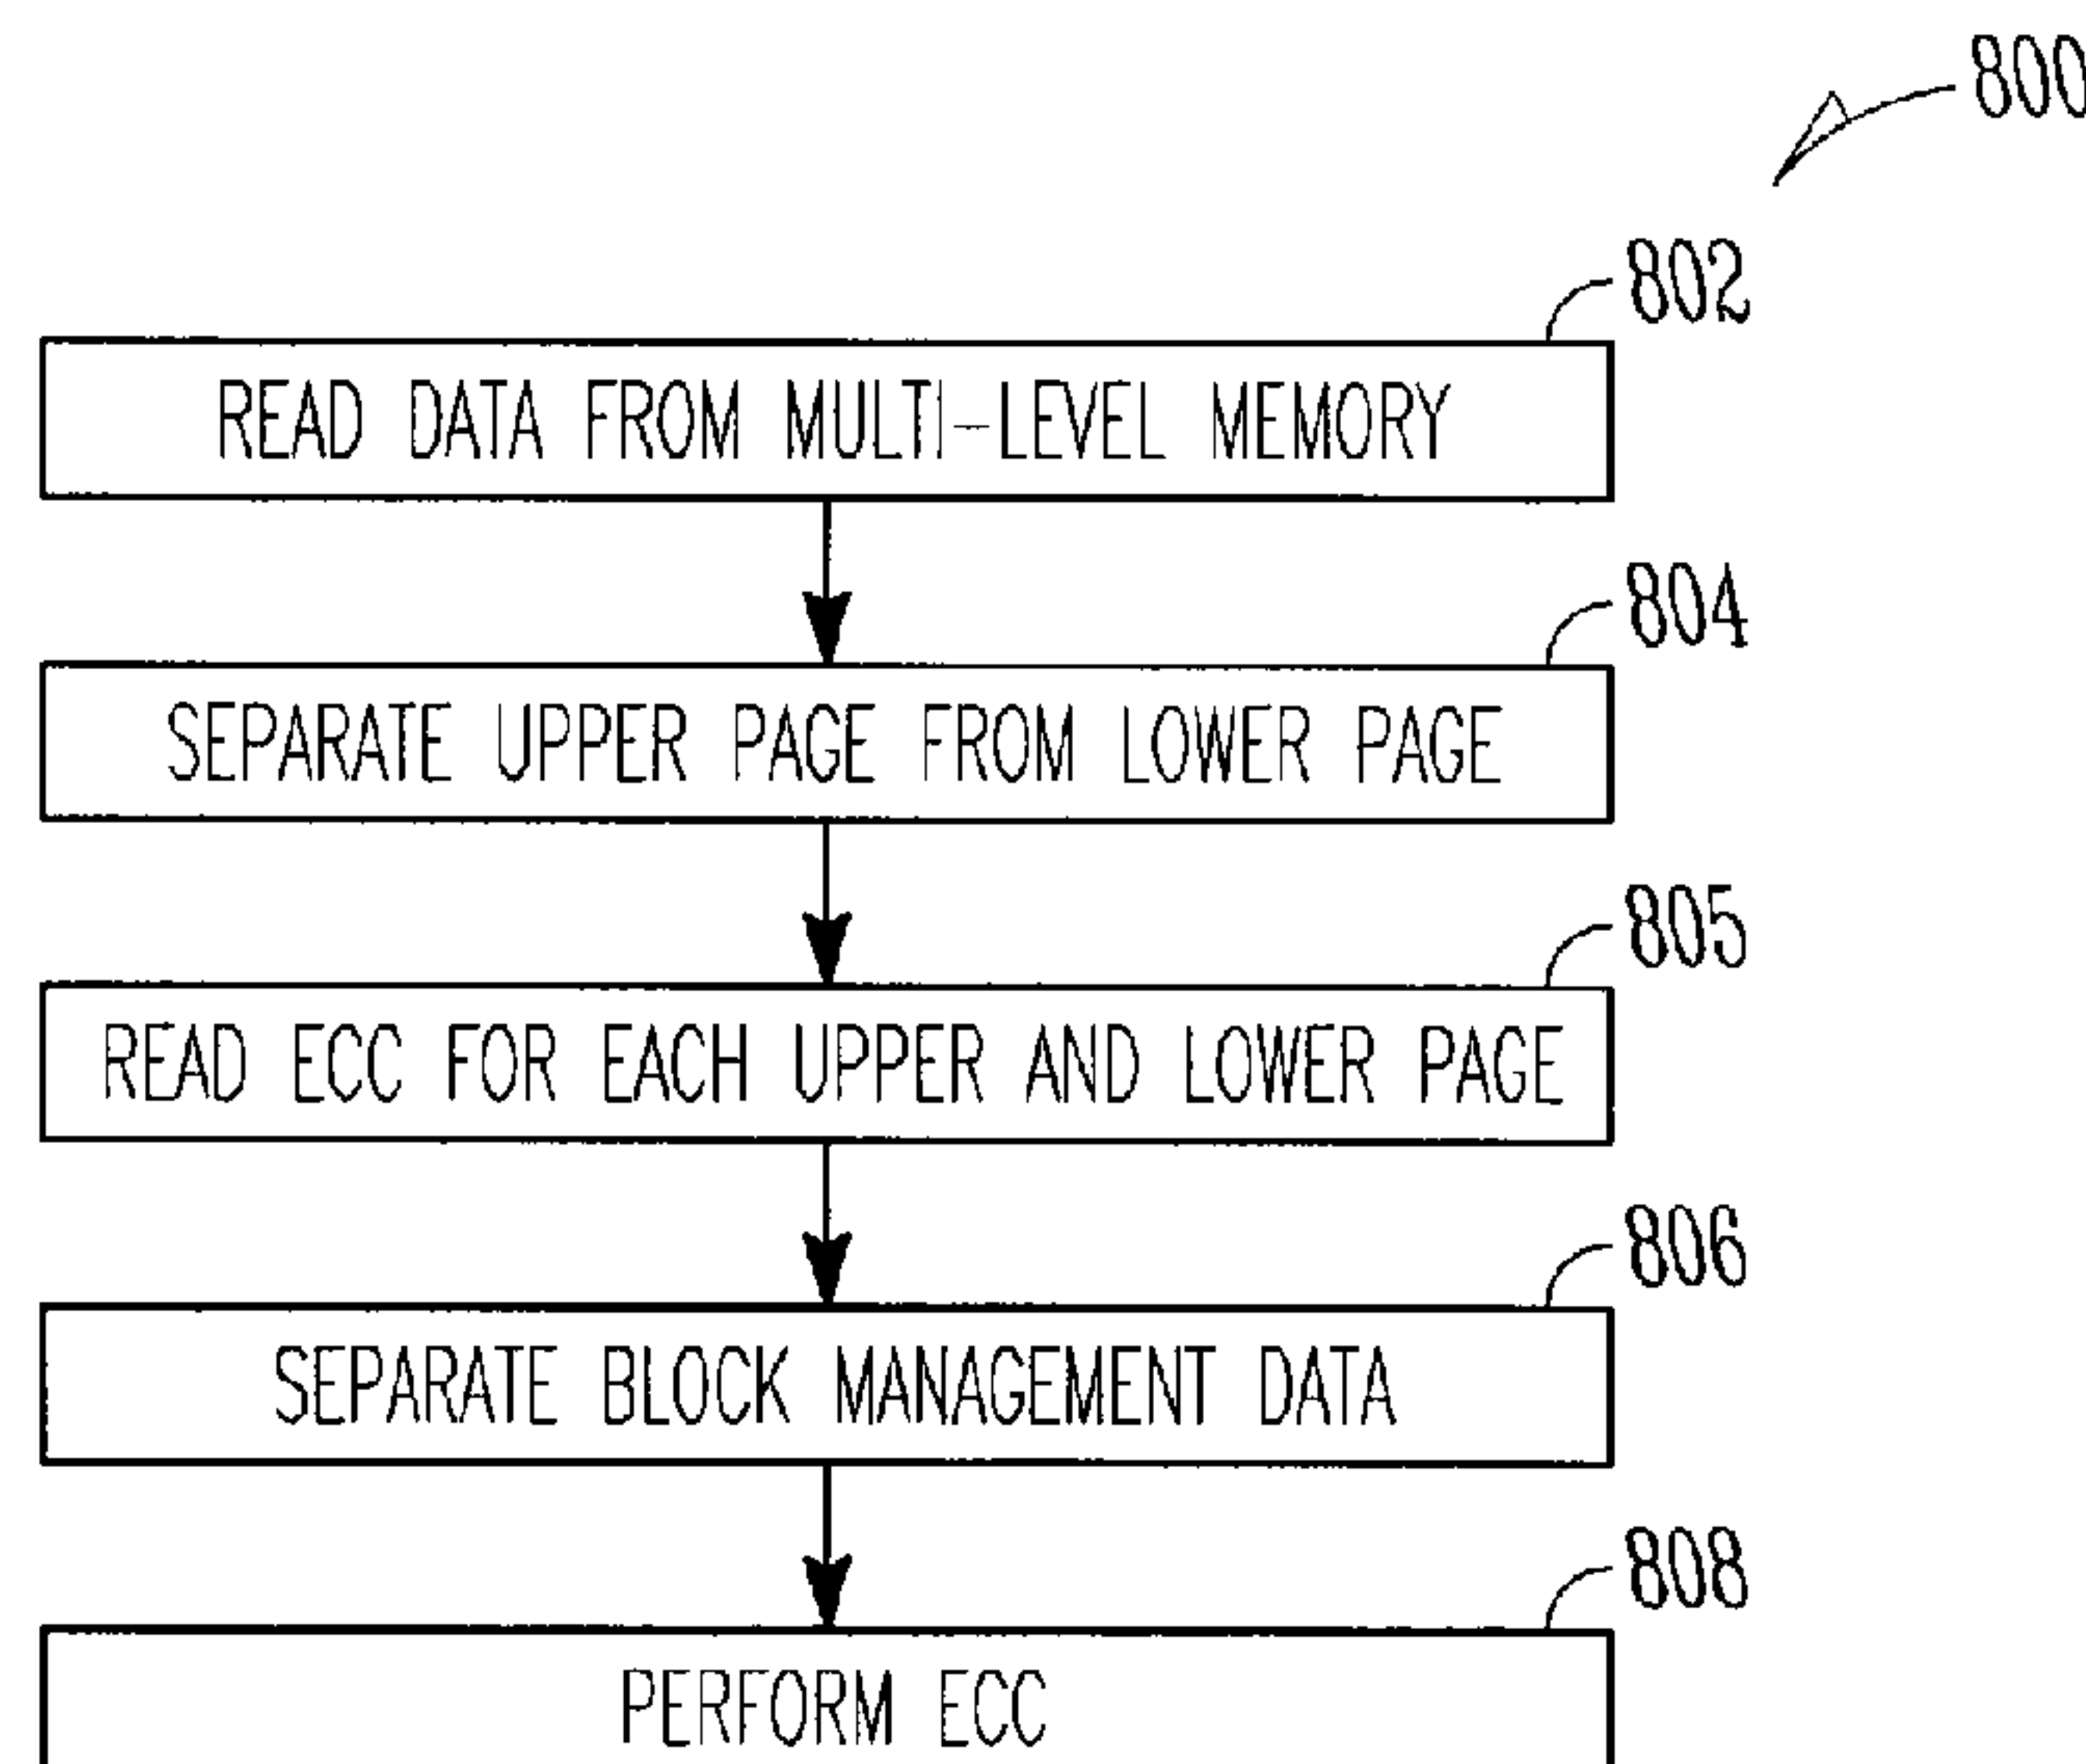 800
802
READ DATA FROM MULTI-LEVEL MEMORY
804
SEPARATE UPPER PAGE FROM LOWER PAGE
805
READ ECC FOR EACH UPPER AND LOWER PAGE
806
SEPARATE BLOCK MANAGEMENT DATA
808
PERFORM ECC